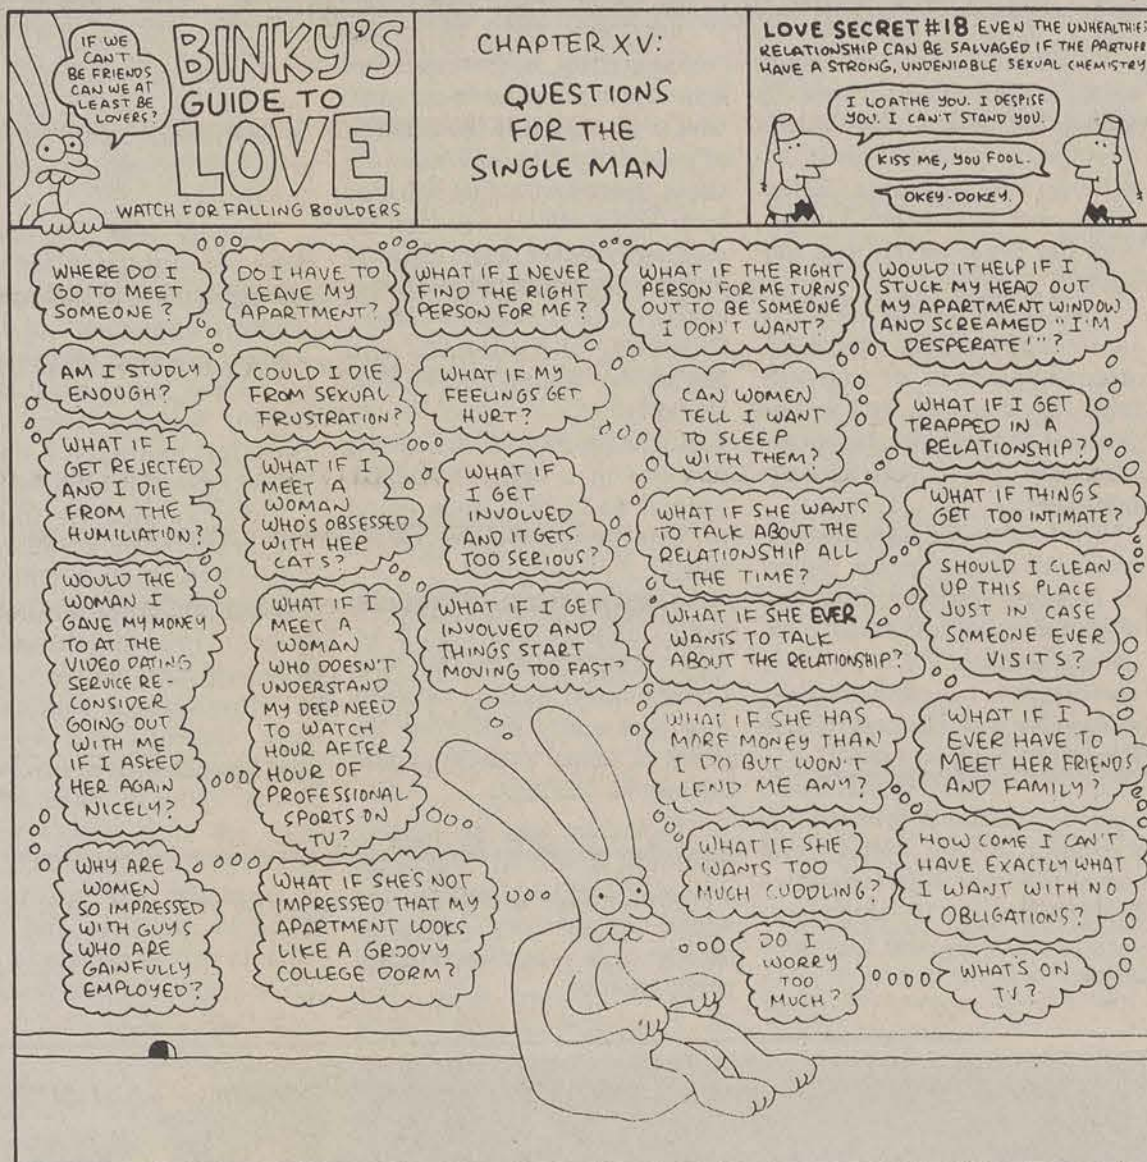 IF WE
CAN'T
BE FRIENDS
CAN WE AT
LEAST BE
LOVERS?
BINKY'S
GUIDE TO
LOVE
WATCH FOR FALLING BOULDERS
CHAPTER XV:
QUESTIONS
FOR THE
SINGLE MAN
LOVE SECRET #18 EVEN THE UNHEALTHIES
RELATIONSHIP CAN BE SALVAGED IF THE PARTNER
HAVE A STRONG, UNDENIABLE SEXUAL CHEMISTRY
I LOATHE YOU. I DESPISE
YOU. I CAN'T STAND YOU.
KISS ME, YOU FOOL.
OKEY-DOKEY.
WHERE DO I
GO TO MEET
SOMEONE?
DO I HAVE TO
LEAVE MY
APARTMENT?
WHAT IF I NEVER
FIND THE RIGHT
PERSON FOR ME?
WHAT IF THE RIGHT
PERSON FOR ME TURNS
OUT TO BE SOMEONE
I DON'T WANT?
WOULD IT HELP IF I
STUCK MY HEAD OUT
MY APARTMENT WINDOW
AND SCREAMED "I'M
DESPERATE!"?
AM I STUDLY
ENOUGH?
COULD I DIE
FROM SEXUAL
FRUSTRATION?
WHAT IF MY
FEELINGS GET
HURT?
CAN WOMEN
TELL I WANT
TO SLEEP
WITH THEM?
WHAT IF I GET
TRAPPED IN A
RELATIONSHIP?
WHAT IF I
GET REJECTED
AND I DIE
FROM THE
HUMILIATION?
WHAT IF I
MEET A
WOMAN
WHO'S OBSESSED
WITH HER
CATS?
WHAT IF
I GET
INVOLVED
AND IT GETS
TOO SERIOUS?
WHAT IF SHE WANTS
TO TALK ABOUT THE
RELATIONSHIP ALL
THE TIME?
WHAT IF THINGS
GET TOO INTIMATE?
WOULD THE
WOMAN I
GAVE MY MONEY
TO AT THE
VIDEO DATING
SERVICE RE-
CONSIDER
GOING OUT
WITH ME
IF I ASKED
HER AGAIN
NICELY?
WHAT IF I
MEET A
WOMAN
WHO DOESN'T
UNDERSTAND
MY DEEP NEED
TO WATCH
HOUR AFTER
HOUR OF
PROFESSIONAL
SPORTS ON
TV?
WHAT IF I GET
INVOLVED AND
THINGS START
MOVING TOO FAST?
WHAT IF SHE EVER
WANTS TO TALK
ABOUT THE RELATIONSHIP?
SHOULD I CLEAN
UP THIS PLACE
JUST IN CASE
SOMEONE EVER
VISITS?
WHAT IF SHE HAS
MORE MONEY THAN
I DO BUT WON'T
LEND ME ANY?
WHAT IF I
EVER HAVE TO
MEET HER FRIENDS
AND FAMILY?
WHY ARE
WOMEN
SO IMPRESSED
WITH GUYS
WHO ARE
GAINFULLY
EMPLOYED?
WHAT IF SHE'S NOT
IMPRESSED THAT MY
APARTMENT LOOKS
LIKE A GROOVY
COLLEGE DORM?
WHAT IF SHE
WANTS TOO
MUCH CUDDLING?
HOW COME I CAN'T
HAVE EXACTLY WHAT
I WANT WITH NO
OBLIGATIONS?
DO I
WORRY
TOO
MUCH?
WHAT'S ON
TV?